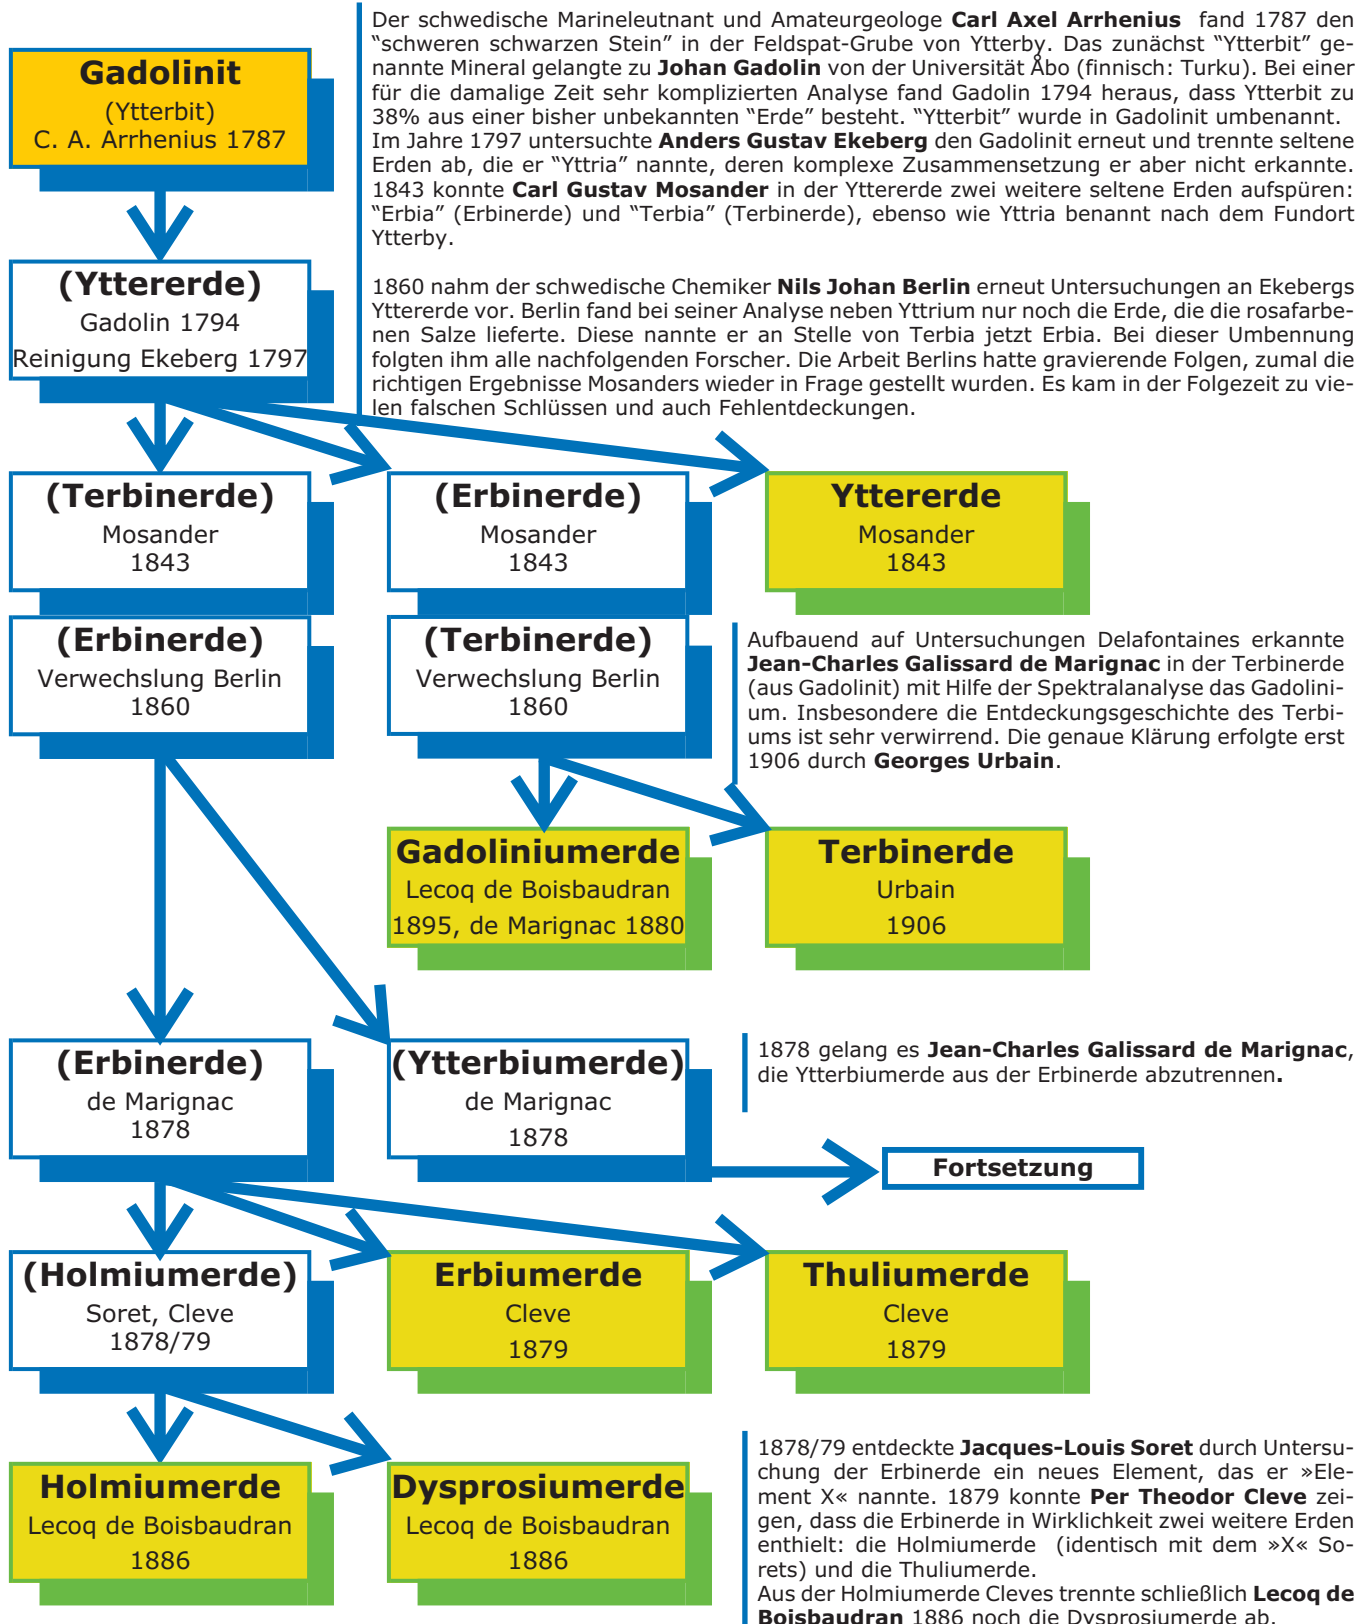 Der schwedische Marineleutnant und Amateurgeologe Carl Axel Arrhenius fand 1787 den
“schweren schwarzen Stein” in der Feldspat-Grube von Ytterby. Das zunächst “Ytterbit” ge-
nannte Mineral gelangte zu Johan Gadolin von der Universität Åbo (finnisch: Turku). Bei einer
für die damalige Zeit sehr komplizierten Analyse fand Gadolin 1794 heraus, dass Ytterbit zu
38% aus einer bisher unbekannten “Erde” besteht. “Ytterbit” wurde in Gadolinit umbenannt.
Im Jahre 1797 untersuchte Anders Gustav Ekeberg den Gadolinit erneut und trennte seltene
Erden ab, die er “Yttria” nannte, deren komplexe Zusammensetzung er aber nicht erkannte.
1843 konnte Carl Gustav Mosander in der Yttererde zwei weitere seltene Erden aufspüren:
“Erbia” (Erbinerde) und “Terbia” (Terbinerde), ebenso wie Yttria benannt nach dem Fundort
Ytterby.
1860 nahm der schwedische Chemiker Nils Johan Berlin erneut Untersuchungen an Ekebergs
Yttererde vor. Berlin fand bei seiner Analyse neben Yttrium nur noch die Erde, die die rosafarbe-
nen Salze lieferte. Diese nannte er an Stelle von Terbia jetzt Erbia. Bei dieser Umbennung
folgten ihm alle nachfolgenden Forscher. Die Arbeit Berlins hatte gravierende Folgen, zumal die
richtigen Ergebnisse Mosanders wieder in Frage gestellt wurden. Es kam in der Folgezeit zu vie-
len falschen Schlüssen und auch Fehlentdeckungen.
Gadolinit
(Ytterbit)
C. A. Arrhenius 1787
(Yttererde)
Gadolin 1794
Reinigung Ekeberg 1797
(Terbinerde)
Mosander
1843
(Erbinerde)
Mosander
1843
Yttererde
Mosander
1843
(Erbinerde)
Verwechslung Berlin
1860
(Terbinerde)
Verwechslung Berlin
1860
Aufbauend auf Untersuchungen Delafontaines erkannte
Jean-Charles Galissard de Marignac in der Terbinerde
(aus Gadolinit) mit Hilfe der Spektralanalyse das Gadolini-
um. Insbesondere die Entdeckungsgeschichte des Terbi-
ums ist sehr verwirrend. Die genaue Klärung erfolgte erst
1906 durch Georges Urbain.
Gadoliniumerde
Lecoq de Boisbaudran
1895, de Marignac 1880
Terbinerde
Urbain
1906
(Erbinerde)
de Marignac
1878
(Ytterbiumerde)
de Marignac
1878
1878 gelang es Jean-Charles Galissard de Marignac,
die Ytterbiumerde aus der Erbinerde abzutrennen.
Fortsetzung
(Holmiumerde)
Soret, Cleve
1878/79
Erbiumerde
Cleve
1879
Thuliumerde
Cleve
1879
Holmiumerde
Lecoq de Boisbaudran
1886
Dysprosiumerde
Lecoq de Boisbaudran
1886
1878/79 entdeckte Jacques-Louis Soret durch Untersu-
chung der Erbinerde ein neues Element, das er »Ele-
ment X« nannte. 1879 konnte Per Theodor Cleve zei-
gen, dass die Erbinerde in Wirklichkeit zwei weitere Erden
enthielt: die Holmiumerde (identisch mit dem »X« So-
rets) und die Thuliumerde.
Aus der Holmiumerde Cleves trennte schließlich Lecoq de
Boisbaudran 1886 noch die Dysprosiumerde ab.